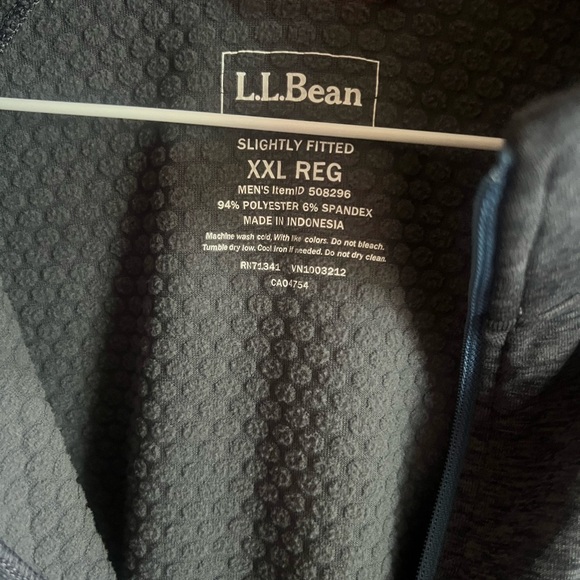 L.L.Bean
SLIGHTLY FITTED
XXL REG
MEN'S ItemID 508296
94% POLYESTER 6% SPANDEX
MADE IN INDONESIA
Machine wash cold, With like colors. Do not bleach.
Tumble dry low. Cool iron if needed. Do not dry clean.
RN71341 VN1003212
CA04754